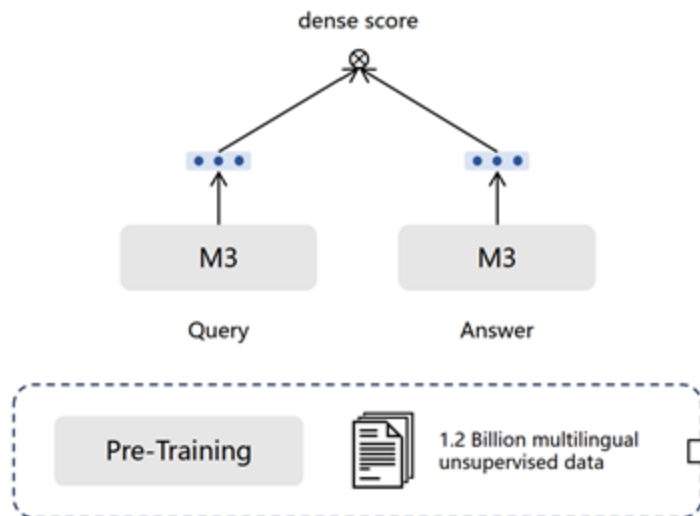 dense score
M3
M3
Query
Answer
Pre-Training
1.2 Billion multilingual
unsupervised data